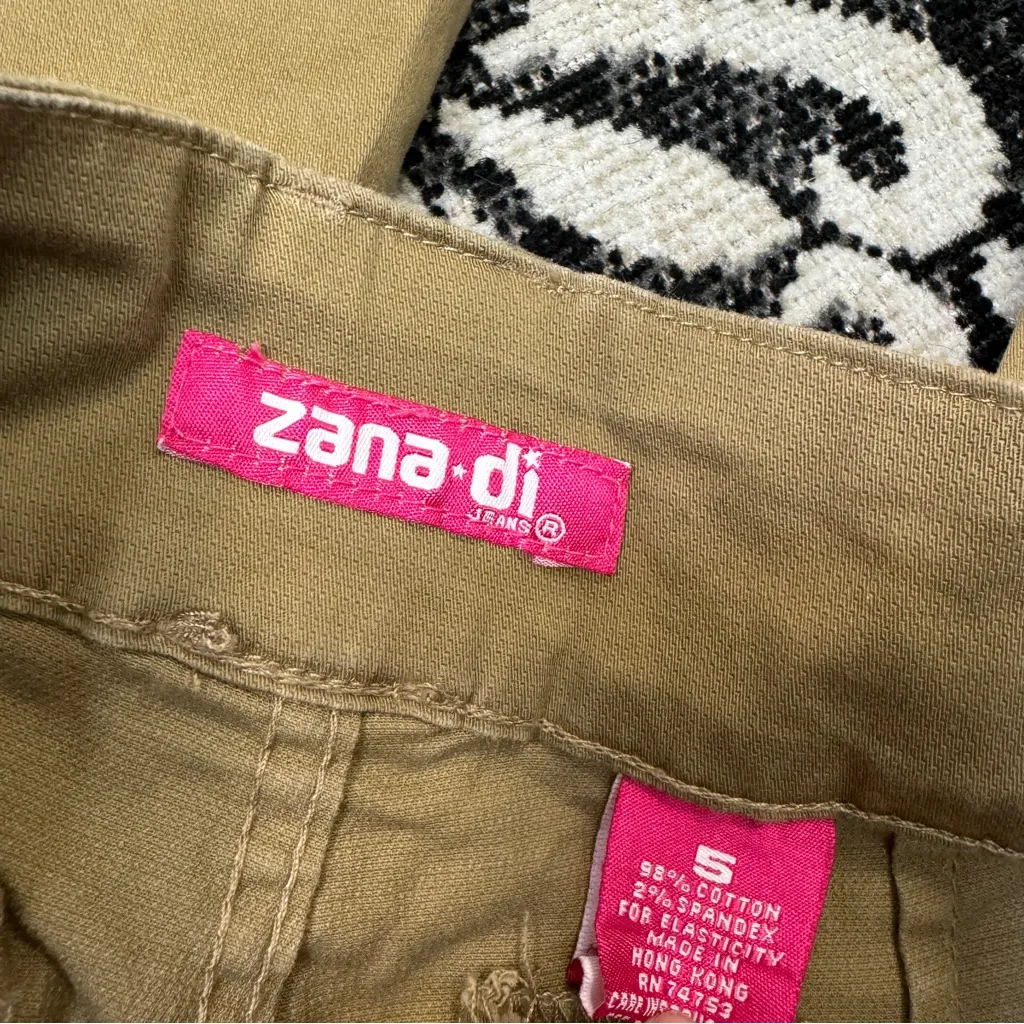 zana★di
JEANS®
5
98% COTTON
2% SPANDEX
FOR ELASTICITY
MADE IN
HONG KONG
RN 74753